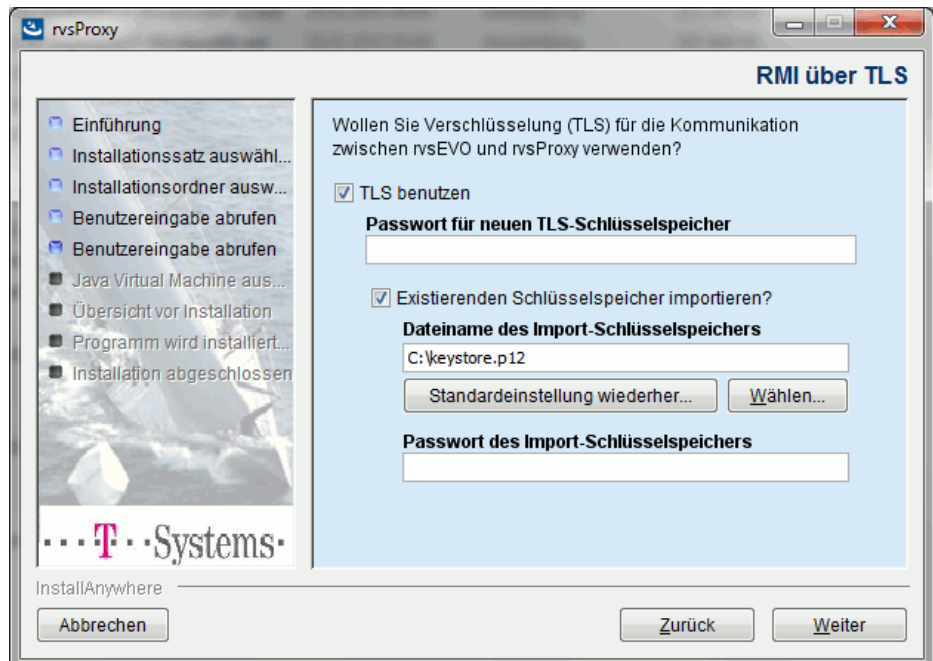 rvsProxy
RMI über TLS
Einführung
Installationssatz auswähl...
Installationsordner ausw...
Benutzereingabe abrufen
Benutzereingabe abrufen
Java Virtual Machine aus...
Übersicht vor Installation
Programm wird installiert...
Installation abgeschlossen
Wollen Sie Verschlüsselung (TLS) für die Kommunikation
zwischen rvsEVO und rvsProxy verwenden?
TLS benutzen
Passwort für neuen TLS-Schlüsselspeicher
Existierenden Schlüsselspeicher importieren?
Dateiname des Import-Schlüsselspeichers
C:\keystore.p12
Standardeinstellung wiederher...
Wählen...
Passwort des Import-Schlüsselspeichers
· · · T · · Systems ·
InstallAnywhere
Abbrechen
Zurück
Weiter